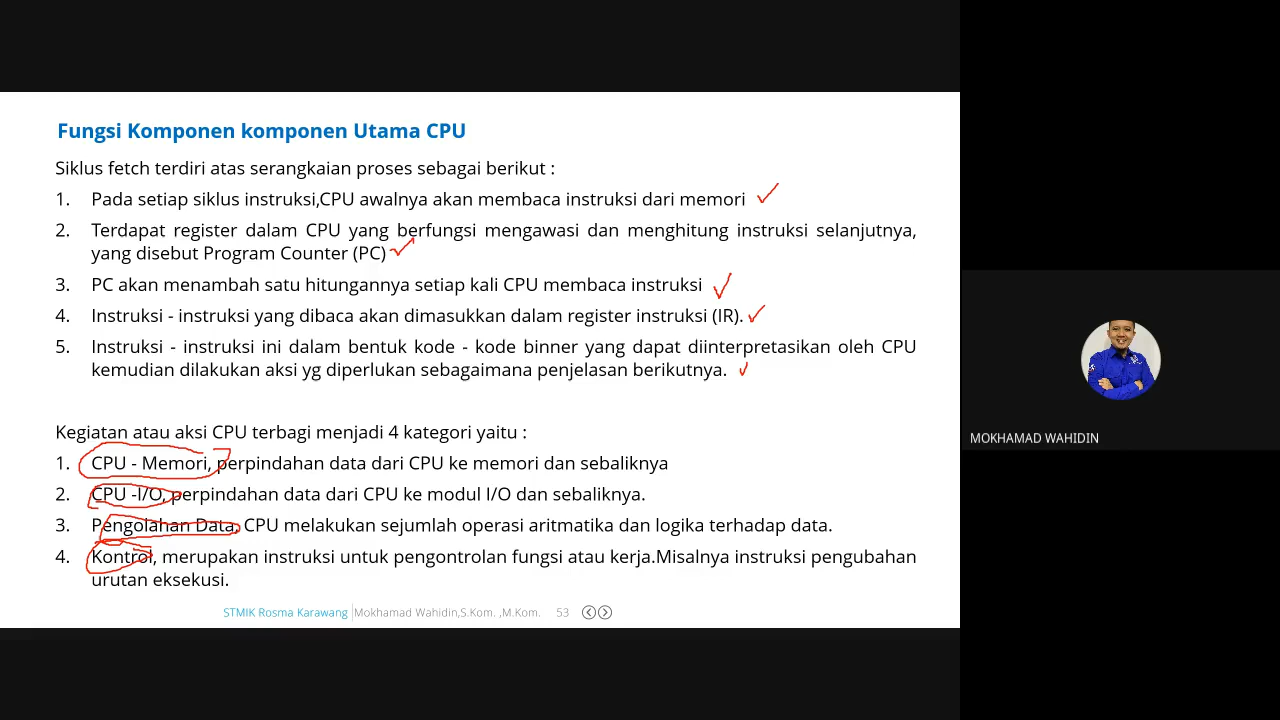 Fungsi Komponen komponen Utama CPU
Siklus fetch terdiri atas serangkaian proses sebagai berikut :
1. Pada setiap siklus instruksi,CPU awalnya akan membaca instruksi dari memori
2. Terdapat register dalam CPU yang berfungsi mengawasi dan menghitung instruksi selanjutnya,
yang disebut Program Counter (PC)
3. PC akan menambah satu hitungannya setiap kali CPU membaca instruksi
4. Instruksi - instruksi yang dibaca akan dimasukkan dalam register instruksi (IR).
5. Instruksi - instruksi ini dalam bentuk kode - kode binner yang dapat diinterpretasikan oleh CPU
kemudian dilakukan aksi yg diperlukan sebagaimana penjelasan berikutnya.
Kegiatan atau aksi CPU terbagi menjadi 4 kategori yaitu :
1. CPU - Memori, perpindahan data dari CPU ke memori dan sebaliknya
2. CPU -I/O, perpindahan data dari CPU ke modul I/O dan sebaliknya.
3. Pengolahan Data, CPU melakukan sejumlah operasi aritmatika dan logika terhadap data.
4. Kontrol, merupakan instruksi untuk pengontrolan fungsi atau kerja.Misalnya instruksi pengubahan
urutan eksekusi.
STMIK Rosma Karawang Mokhamad Wahidin,S.Kom. ,M.Kom. 53
MOKHAMAD WAHIDIN